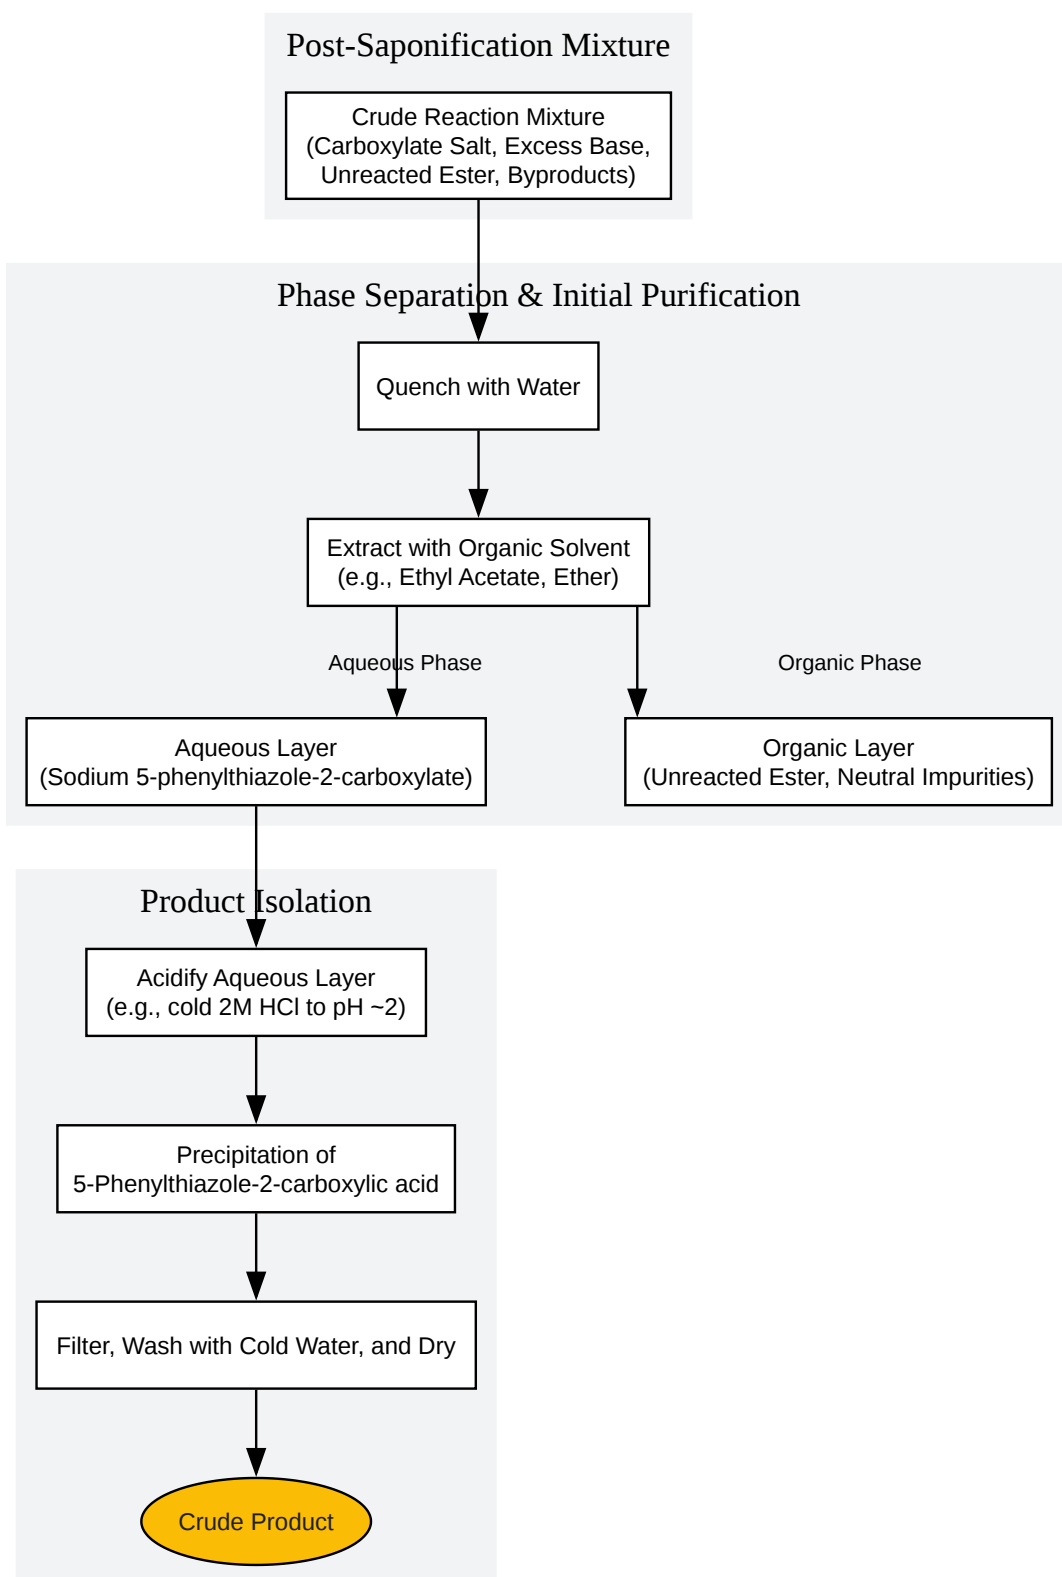 Post-Saponification Mixture
Crude Reaction Mixture
(Carboxylate Salt, Excess Base,
Unreacted Ester, Byproducts)
Phase Separation & Initial Purification
Quench with Water
Extract with Organic Solvent
(e.g., Ethyl Acetate, Ether)
Aqueous Phase
Organic Phase
Aqueous Layer
(Sodium 5-phenylthiazole-2-carboxylate)
Organic Layer
(Unreacted Ester, Neutral Impurities)
Product Isolation
Acidify Aqueous Layer
(e.g., cold 2M HCl to pH ~2)
Precipitation of
5-Phenylthiazole-2-carboxylic acid
Filter, Wash with Cold Water, and Dry
Crude Product